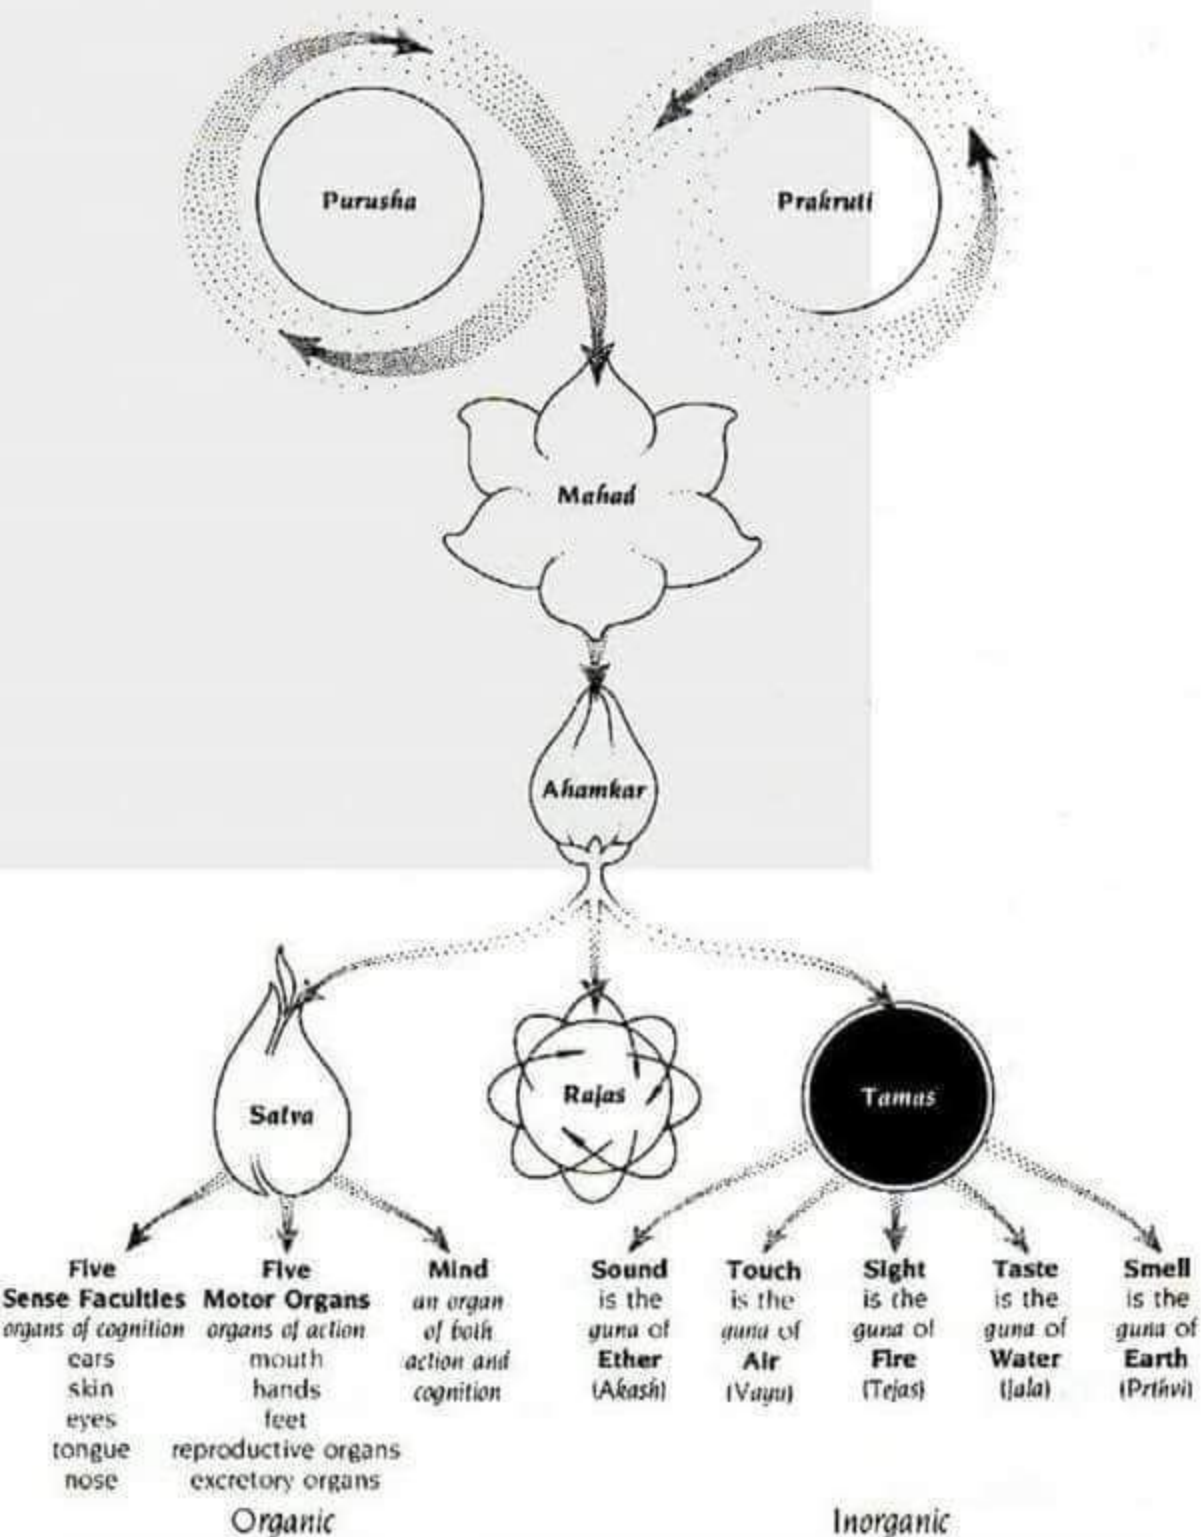 Purusha
Prakruti
Mahad
Ahamkar
Satva
Rajas
Tamas
Five
Sense Faculties
organs of cognition
ears
skin
eyes
tongue
nose
Five
Motor Organs
organs of action
mouth
hands
feet
reproductive organs
excretory organs
Mind
an organ
of both
action and
cognition
Sound
is the
guna of
Ether
(Akash)
Touch
is the
guna of
Air
(Vayu)
Sight
is the
guna of
Fire
(Tejas)
Taste
is the
guna of
Water
(Jala)
Smell
is the
guna of
Earth
(Prthvi)
Organic
Inorganic